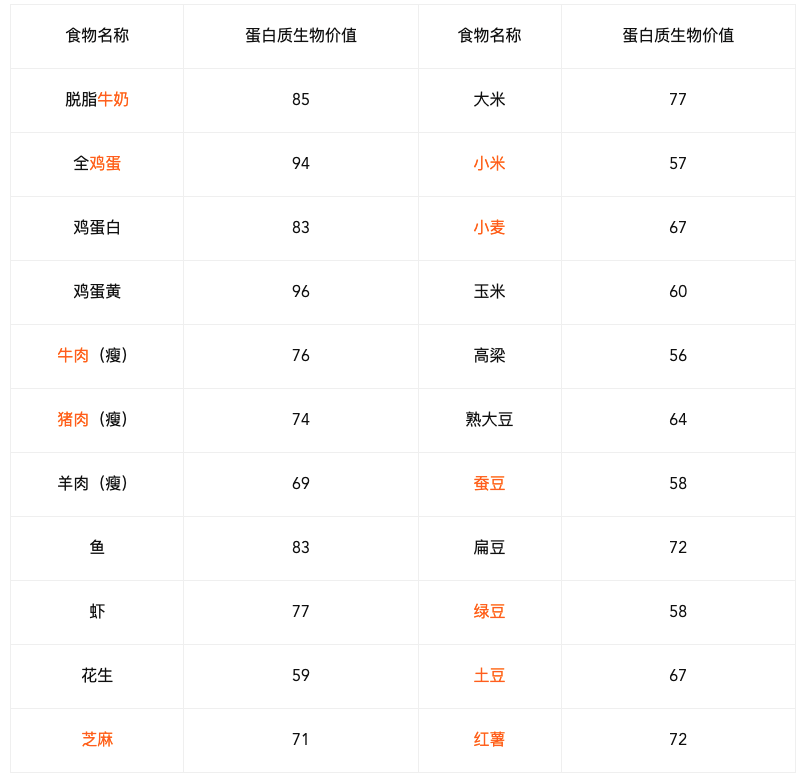 食物名称 蛋白质生物价值 食物名称 蛋白质生物价值
脱脂牛奶 85 大米 77
全鸡蛋 94 小米 57
鸡蛋白 83 小麦 67
鸡蛋黄 96 玉米 60
牛肉（瘦） 76 高梁 56
猪肉（瘦） 74 熟大豆 64
羊肉（瘦） 69 蚕豆 58
鱼 83 扁豆 72
虾 77 绿豆 58
花生 59 土豆 67
芝麻 71 红薯 72